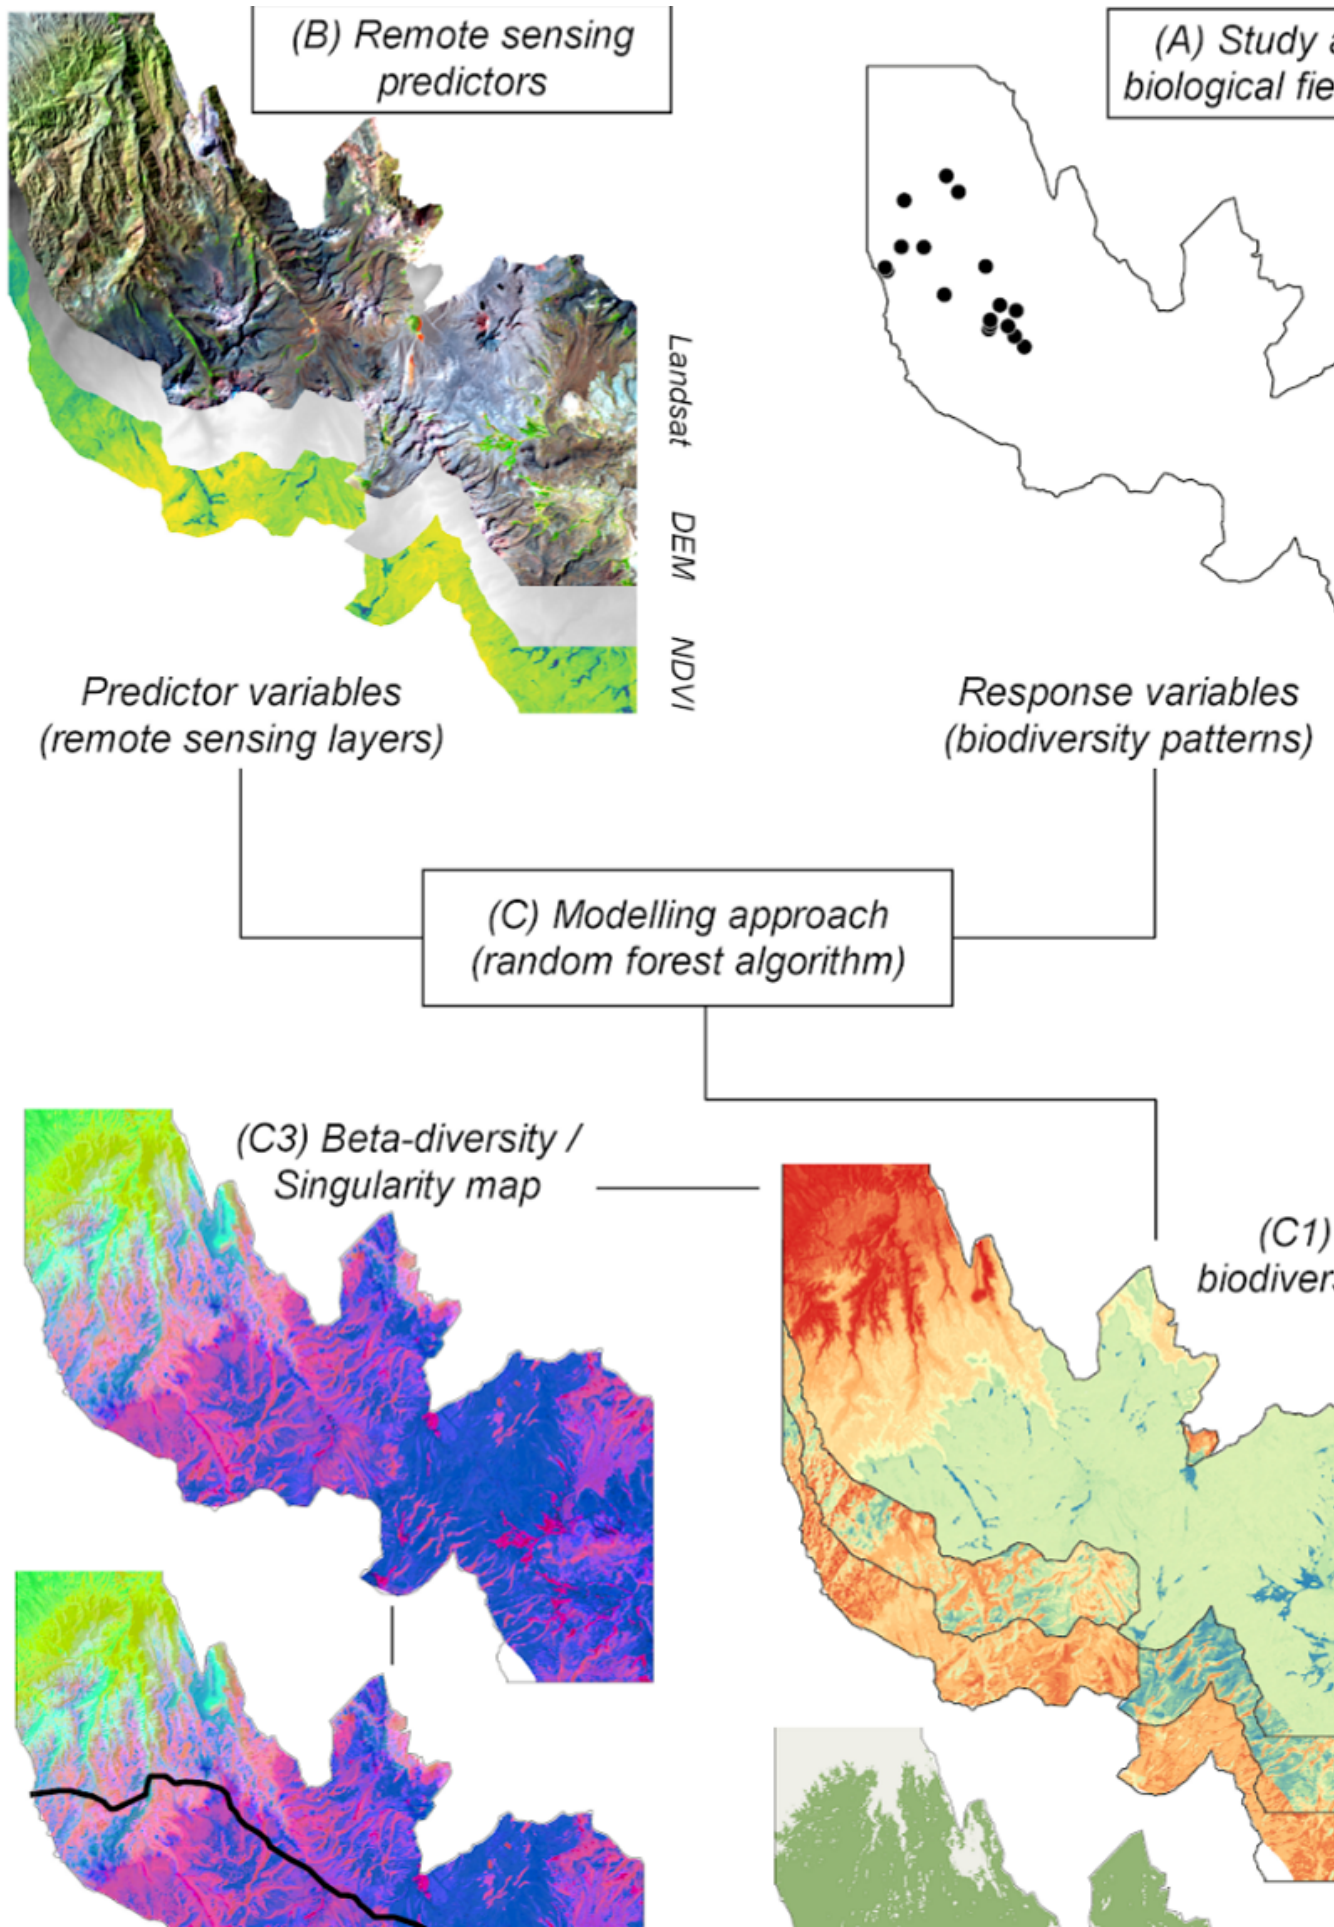 (B) Remote sensing
predictors
(A) Study
biological
Landsat
DEM
NDVI
Predictor variables
(remote sensing layers)
Response variables
(biodiversity patterns)
(C) Modelling approach
(random forest algorithm)
(C3) Beta-diversity /
Singularity map
(C1)